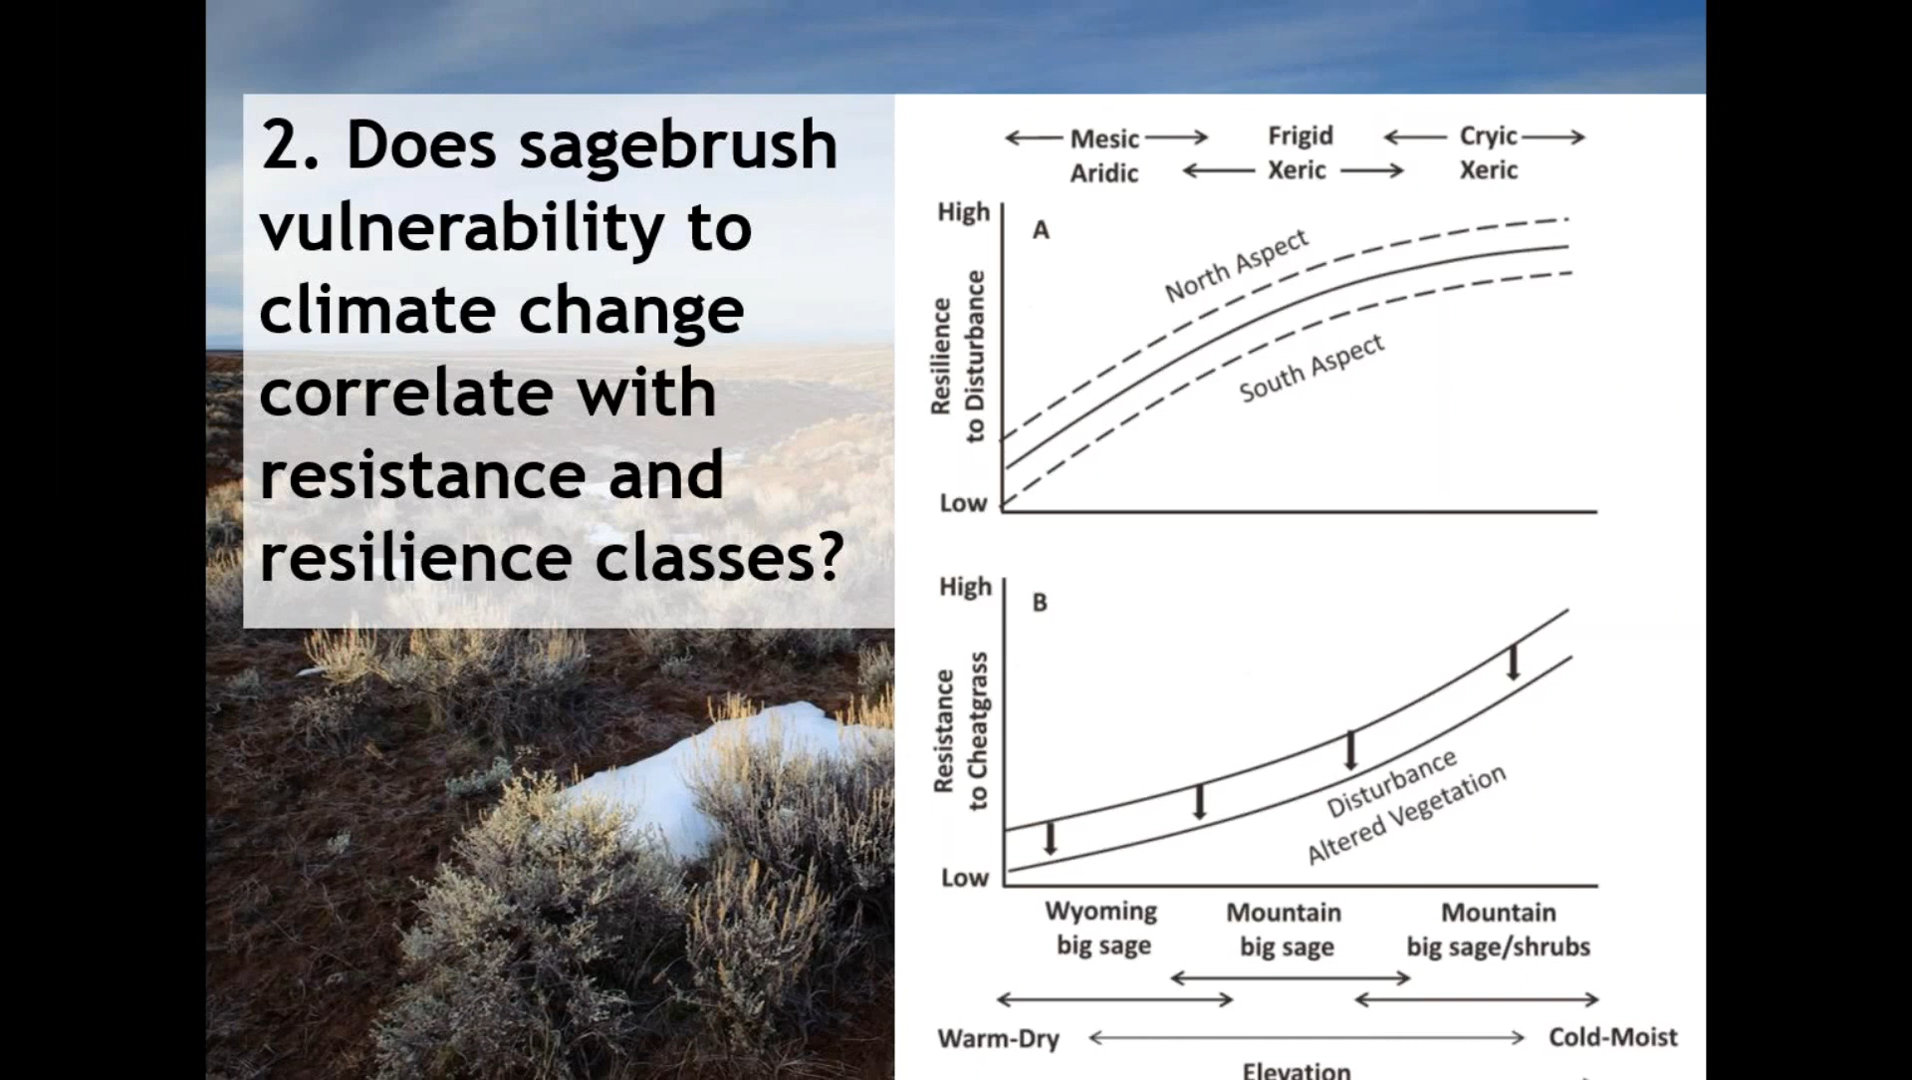 2. Does sagebrush
vulnerability to
climate change
correlate with
resistance and
resilience classes?
Mesic
Aridic
Frigid
Xeric
Cryic
Xeric
High
A
North Aspect
South Aspect
Resilience
to Disturbance
Low
High
B
Resistance
to Cheatgrass
Disturbance
Altered Vegetation
Low
Wyoming
big sage
Mountain
big sage
Mountain
big sage/shrubs
Warm-Dry
Cold-Moist
Elevation